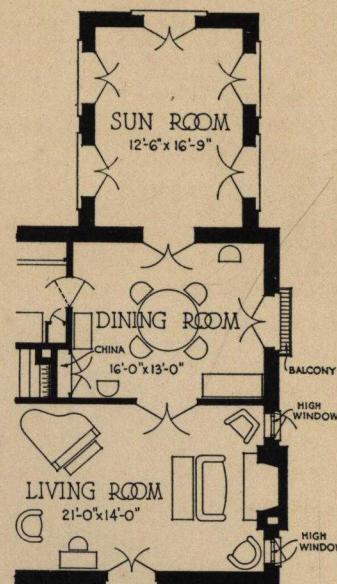 SUN ROOM
12'-6" x 16'-9"
DINING ROOM
CHINA
16'-0" x 13'-0"
BALCONY
HIGH
WINDOW
LIVING ROOM
21'-0" x 14'-0"
HIGH
WINDOW